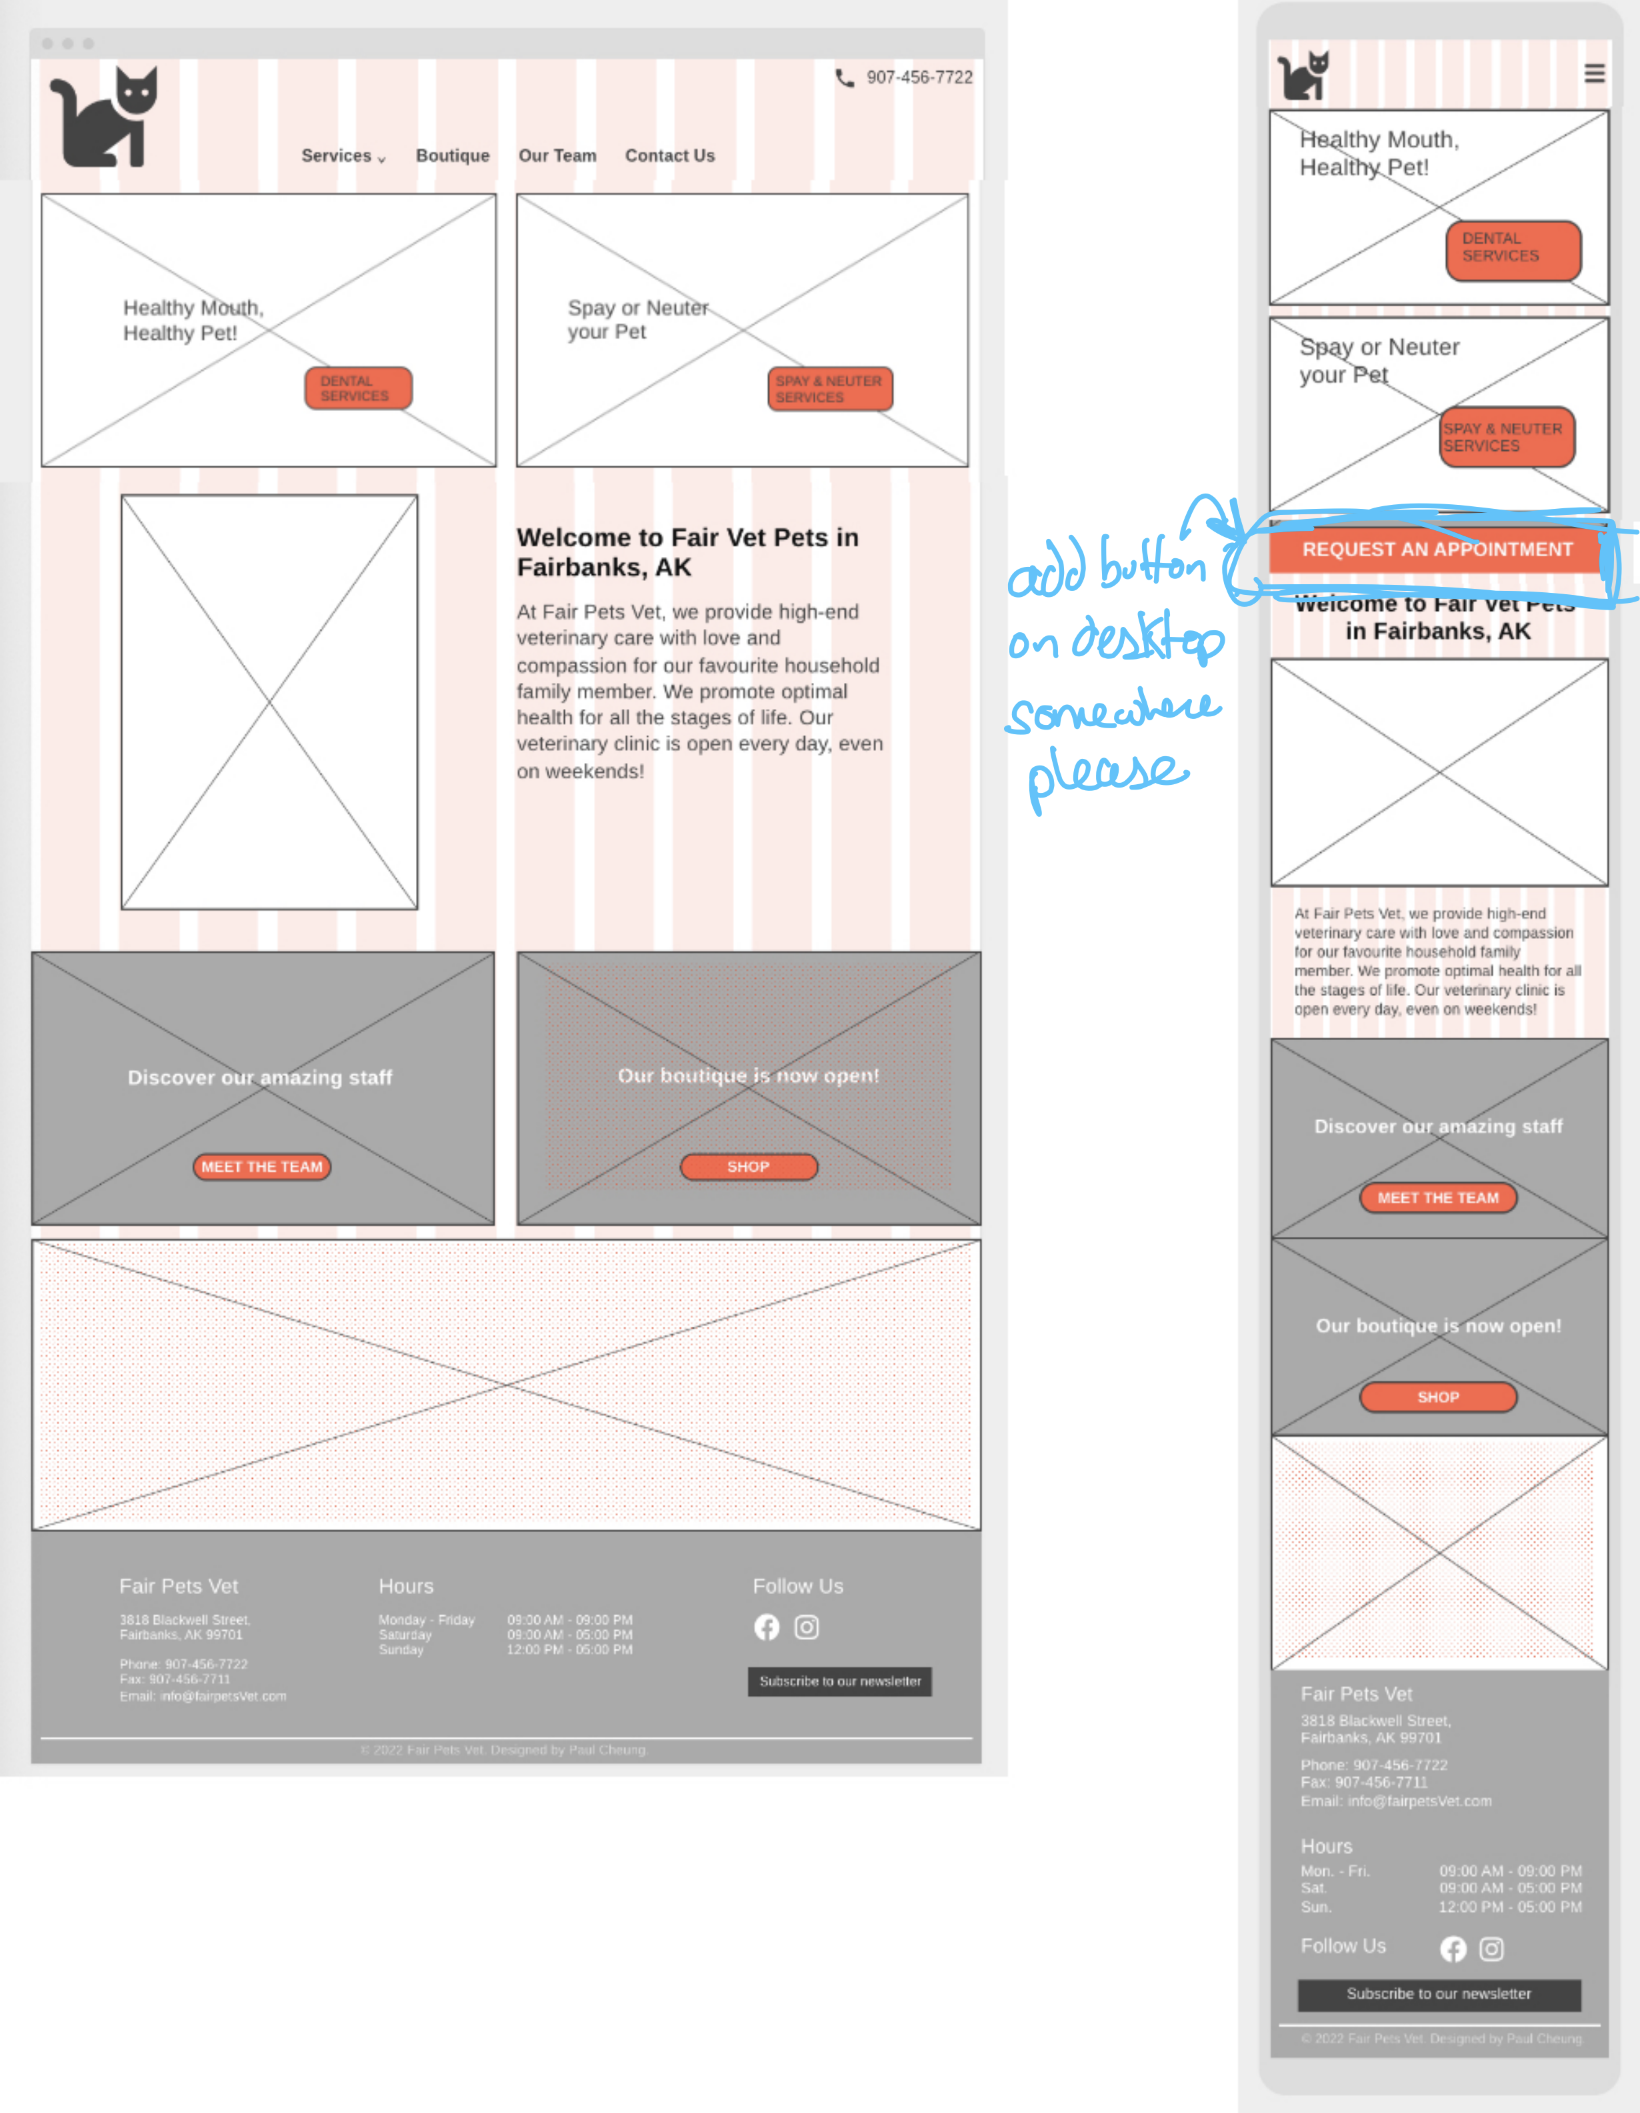 907-456-7722
Services Boutique Our Team Contact Us
Healthy Mouth,
Healthy Pet!
DENTAL
SERVICES
Spay or Neuter
your Pet
SPAY & NEUTER
SERVICES
Welcome to Fair Vet Pets in
Fairbanks, AK
At Fair Pets Vet, we provide high-end
veterinary care with love and
compassion for our favourite household
family member. We promote optimal
health for all the stages of life. Our
veterinary clinic is open every day, even
on weekends!
Discover our amazing staff
MEET THE TEAM
Our boutique is now open!
SHOP
Fair Pets Vet
3818 Blackwell Street,
Fairbanks, AK 99701
Phone: 907-456-7722
Fax: 907-456-7711
Email: info@fairpetsVet.com
Hours
Monday - Friday 09:00 AM - 09:00 PM
Saturday 09:00 AM - 05:00 PM
Sunday 12:00 PM - 05:00 PM
Follow Us
Subscribe to our newsletter
© 2022 Fair Pets Vet. Designed by Paul Cheung.
add button
on desktop
somewhere
please
Healthy Mouth,
Healthy Pet!
DENTAL
SERVICES
Spay or Neuter
your Pet
SPAY & NEUTER
SERVICES
REQUEST AN APPOINTMENT
Welcome to Fair Vet Pets
in Fairbanks, AK
At Fair Pets Vet, we provide high-end
veterinary care with love and compassion
for our favourite household family
member. We promote optimal health for all
the stages of life. Our veterinary clinic is
open every day, even on weekends!
Discover our amazing staff
MEET THE TEAM
Our boutique is now open!
SHOP
Fair Pets Vet
3818 Blackwell Street,
Fairbanks, AK 99701
Phone: 907-456-7722
Fax: 907-456-7711
Email: info@fairpetsVet.com
Hours
Mon. - Fri. 09:00 AM - 09:00 PM
Sat. 09:00 AM - 05:00 PM
Sun. 12:00 PM - 05:00 PM
Follow Us
Subscribe to our newsletter
© 2022 Fair Pets Vet. Designed by Paul Cheung.